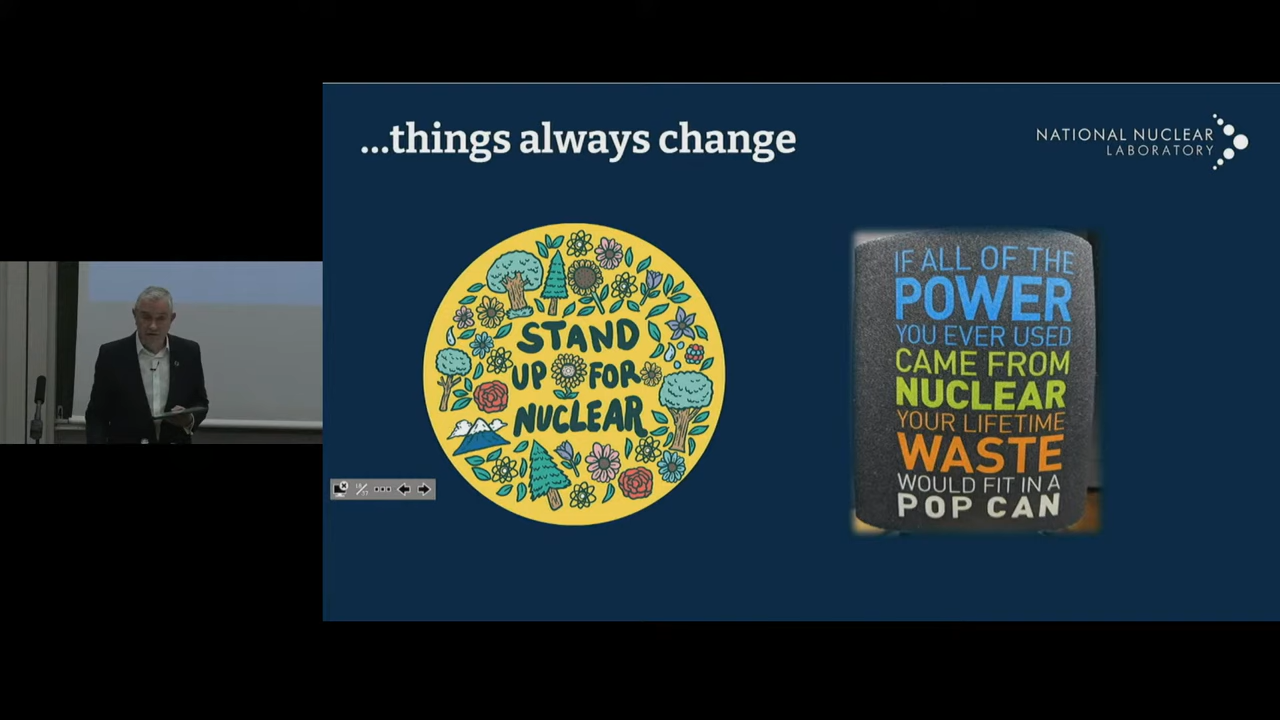 ...things always change
NATIONAL NUCLEAR
LABORATORY
STAND
UP FOR
NUCLEAR
IF ALL OF THE
POWER
YOU EVER USED
CAME FROM
NUCLEAR
YOUR LIFETIME
WASTE
WOULD FIT IN A
POP CAN